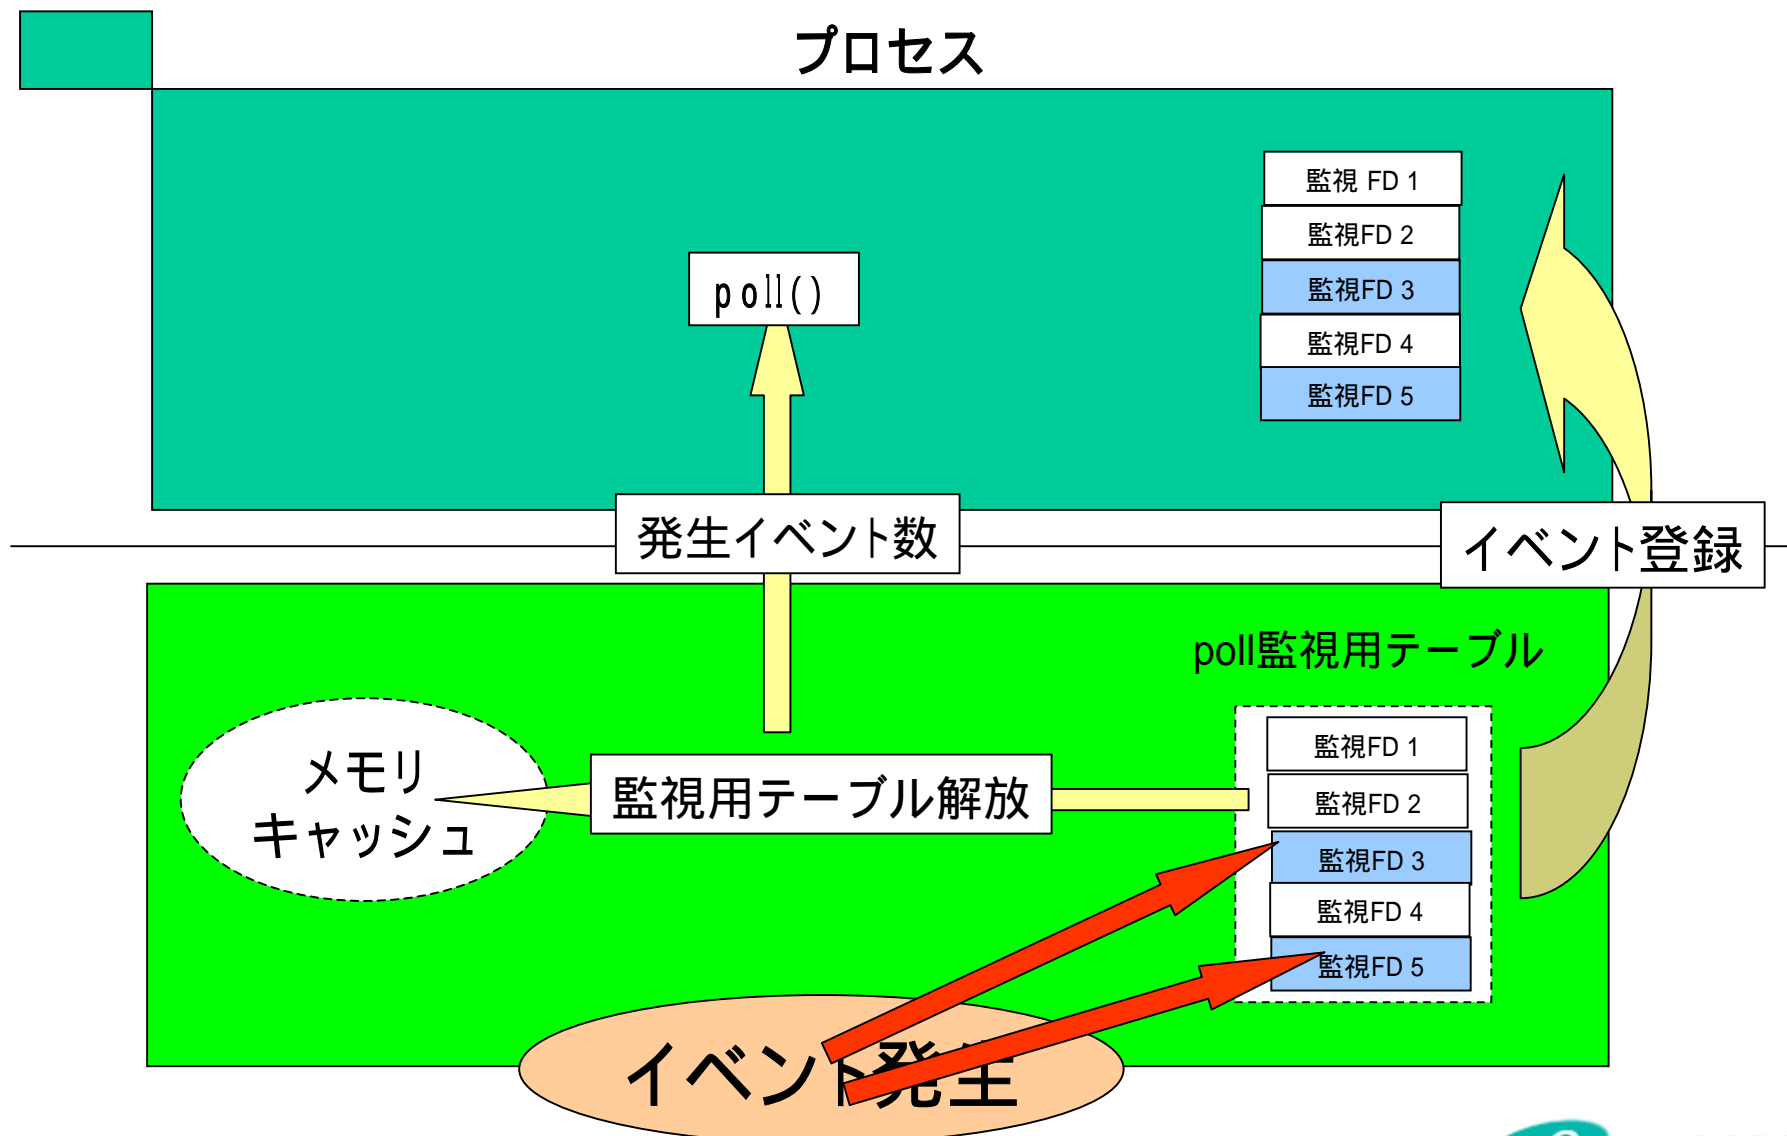 プロセス
監視 FD 1
監視FD 2
監視FD 3
監視FD 4
監視FD 5
poll()
発生イベント数
イベント登録
poll監視用テーブル
メモリ
キャッシュ
監視用テーブル解放
監視FD 1
監視FD 2
監視FD 3
監視FD 4
監視FD 5
イベント発生